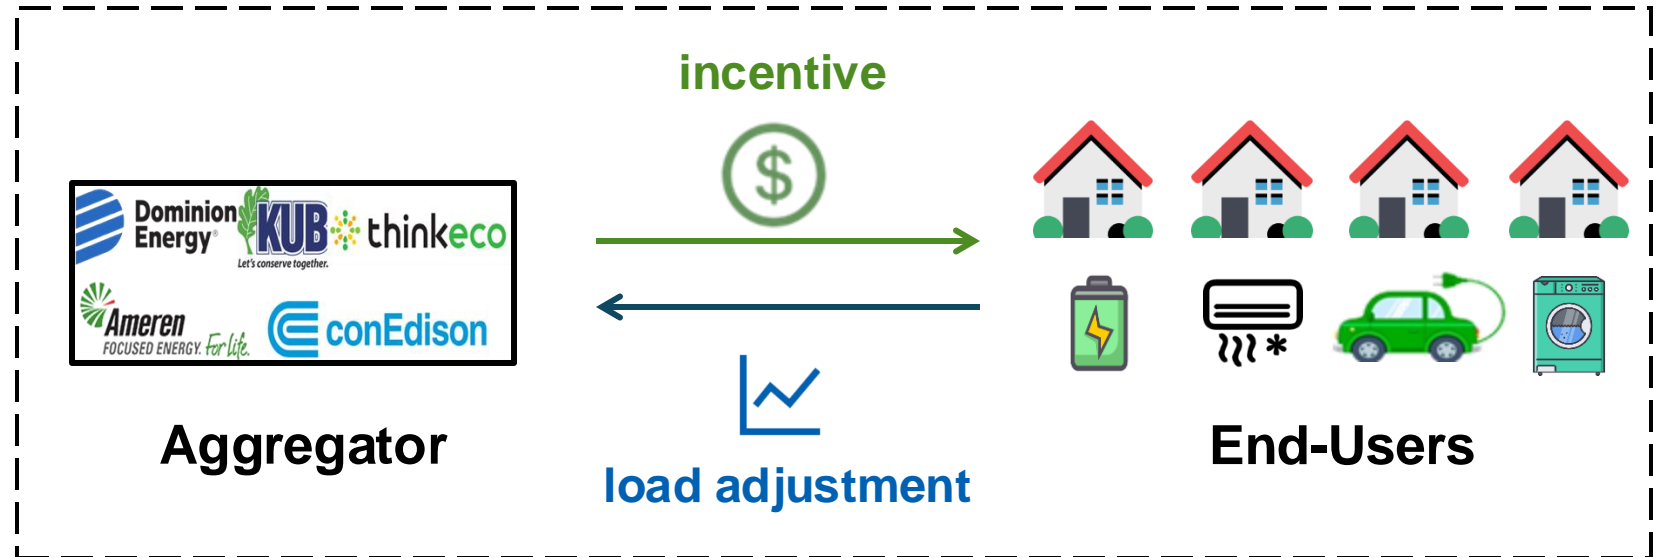 incentive
$
Dominion
Energy®
KUB
Let's conserve together.
thinkeco
Ameren
FOCUSED ENERGY. For life.
conEdison
Aggregator
load adjustment
End-Users